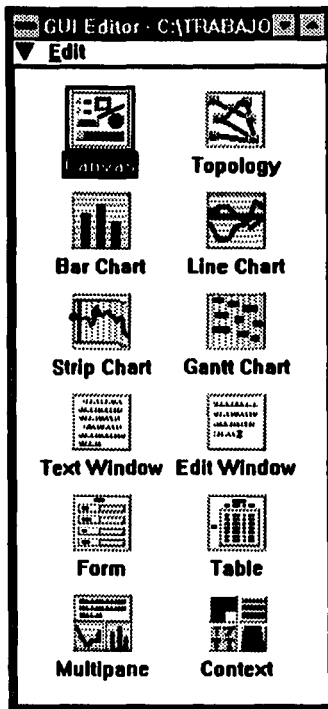 GUI Editor - C:\TRABAJO
Edit
Canvas
Topology
Bar Chart
Line Chart
Strip Chart
Gantt Chart
Text Window
Edit Window
Form
Table
Multipane
Context